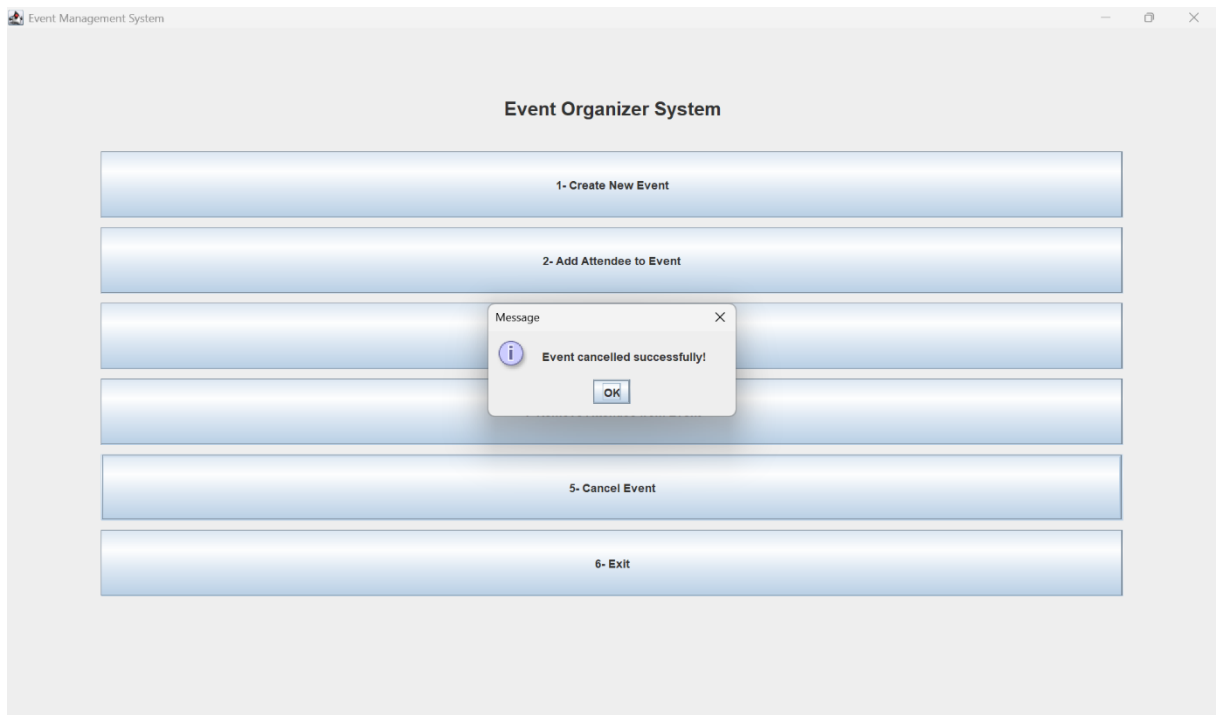 Event Management System
Event Organizer System
1- Create New Event
2- Add Attendee to Event
Message
Event cancelled successfully!
OK
5- Cancel Event
6- Exit